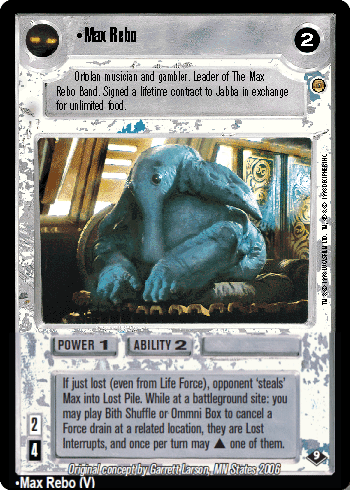 •Max Rebo
2
Ortolan musician and gambler. Leader of The Max
Rebo Band. Signed a lifetime contract to Jabba in exchange
for unlimited food.
POWER 1
ABILITY 2
If just lost (even from Life Force), opponent 'steals'
Max into Lost Pile. While at a battleground site: you
may play Bith Shuffle or Ommni Box to cancel a
Force drain at a related location, they are Lost
Interrupts, and once per turn may ▲ one of them.
2
4
9
Original concept by Garrett Larson, MN States 2006
•Max Rebo (V)